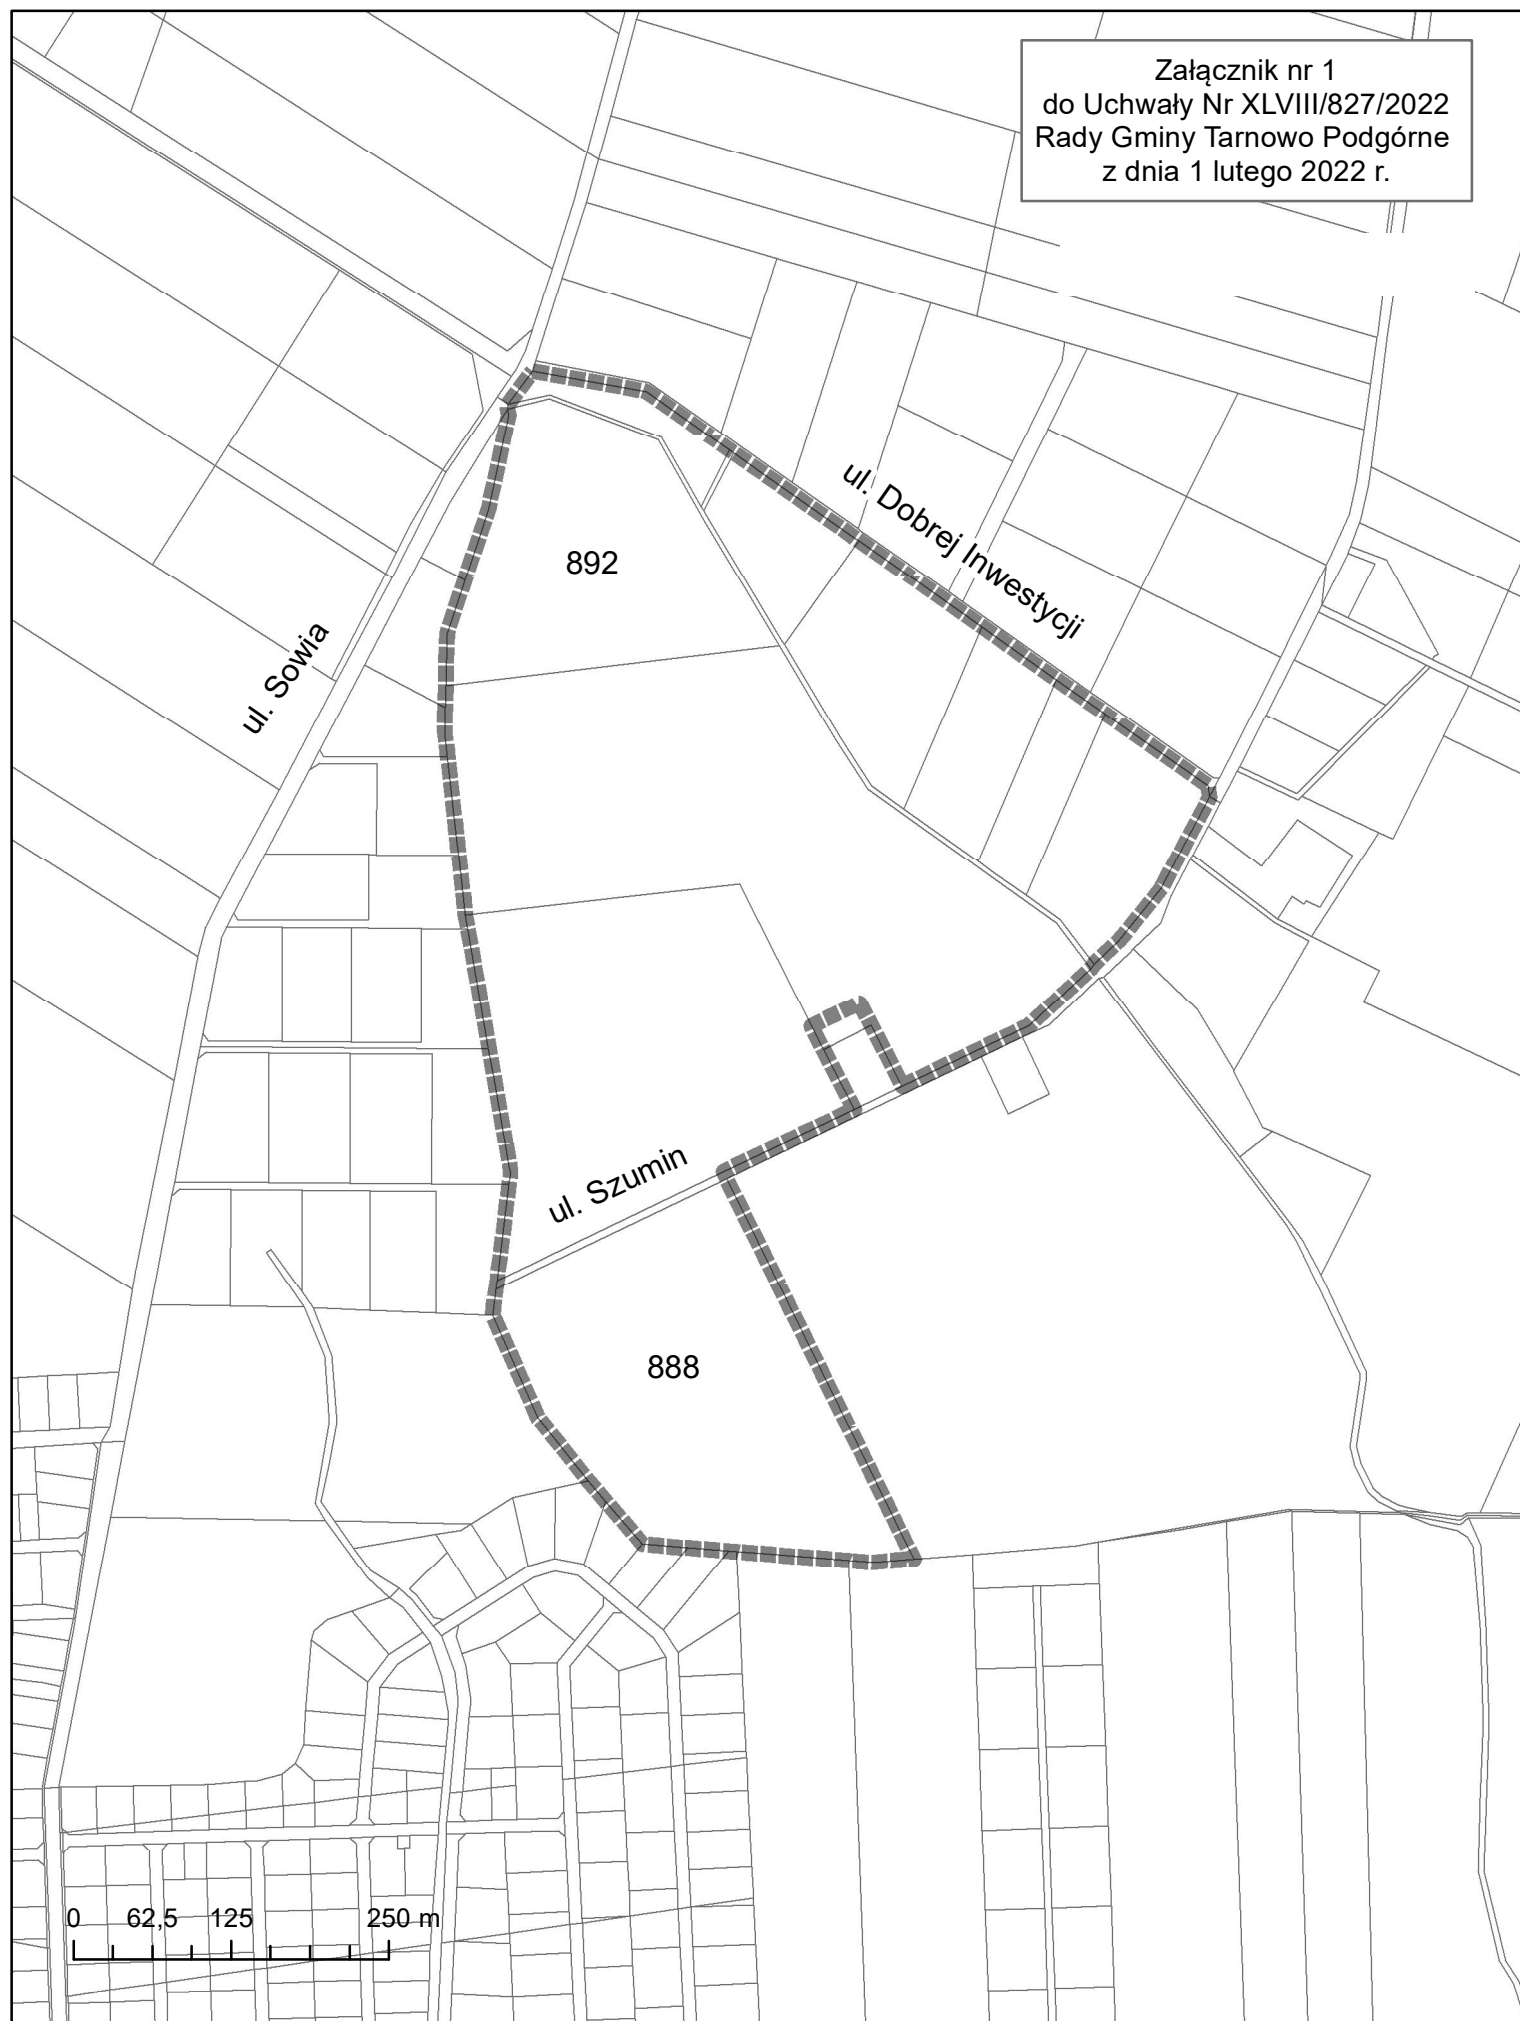 Załącznik nr 1
do Uchwały Nr XLVIII/827/2022
Rady Gminy Tarnowo Podgórne
z dnia 1 lutego 2022 r.
ul. Dobrej Inwestycji
892
ul. Sowia
ul. Szumin
888
0 62,5 125 250 m